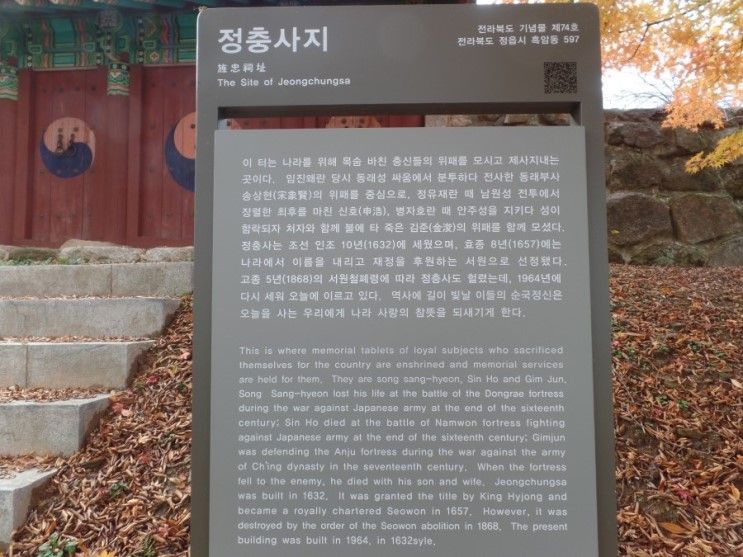 정충사지
旌忠祠址
The Site of Jeongchungsa
전라북도 기념물 제74호
전라북도 정읍시 흑암동 597
이 터는 나라를 위해 목숨 바친 충신들의 위패를 모시고 제사지내는
곳이다. 임진왜란 당시 동래성 싸움에서 분투하다 전사한 동래부사
송상현(宋象賢)의 위패를 중심으로, 정유재란 때 남원성 전투에서
장렬한 최후를 마친 신호(申浩), 병자호란 때 안주성을 지키다 성이
함락되자 처자와 함께 불에 타 죽은 김준(金浚)의 위패를 함께 모셨다.
정충사는 조선 인조 10년(1632)에 세웠으며, 효종 8년(1657)에는
나라에서 이름을 내리고 재정을 후원하는 서원으로 선정됐다.
고종 5년(1868)의 서원철폐령에 따라 정충사도 헐렸는데, 1964년에
다시 세워 오늘에 이르고 있다. 역사에 길이 빛날 이들의 순국정신은
오늘을 사는 우리에게 나라 사랑의 참뜻을 되새기게 한다.
This is where memorial tablets of loyal subjects who sacrificed
themselves for the country are enshrined and memorial services
are held for them. They are song sang-hyeon, Sin Ho and Gim Jun.
Song Sang-hyeon lost his life at the battle of the Dongrae fortress
during the war against Japanese army at the end of the sixteenth
century; Sin Ho died at the battle of Namwon fortress fighting
against Japanese army at the end of the sixteenth century; Gimjun
was defending the Anju fortress during the war against the army
of Ch'ing dynasty in the seventeenth century. When the fortress
fell to the enemy, he died with his son and wife. Jeongchungsa
was built in 1632. It was granted the title by King Hyjong and
became a royally chartered Seowon in 1657. However, it was
destroyed by the order of the Seowon abolition in 1868. The present
building was built in 1964, in 1632syle.